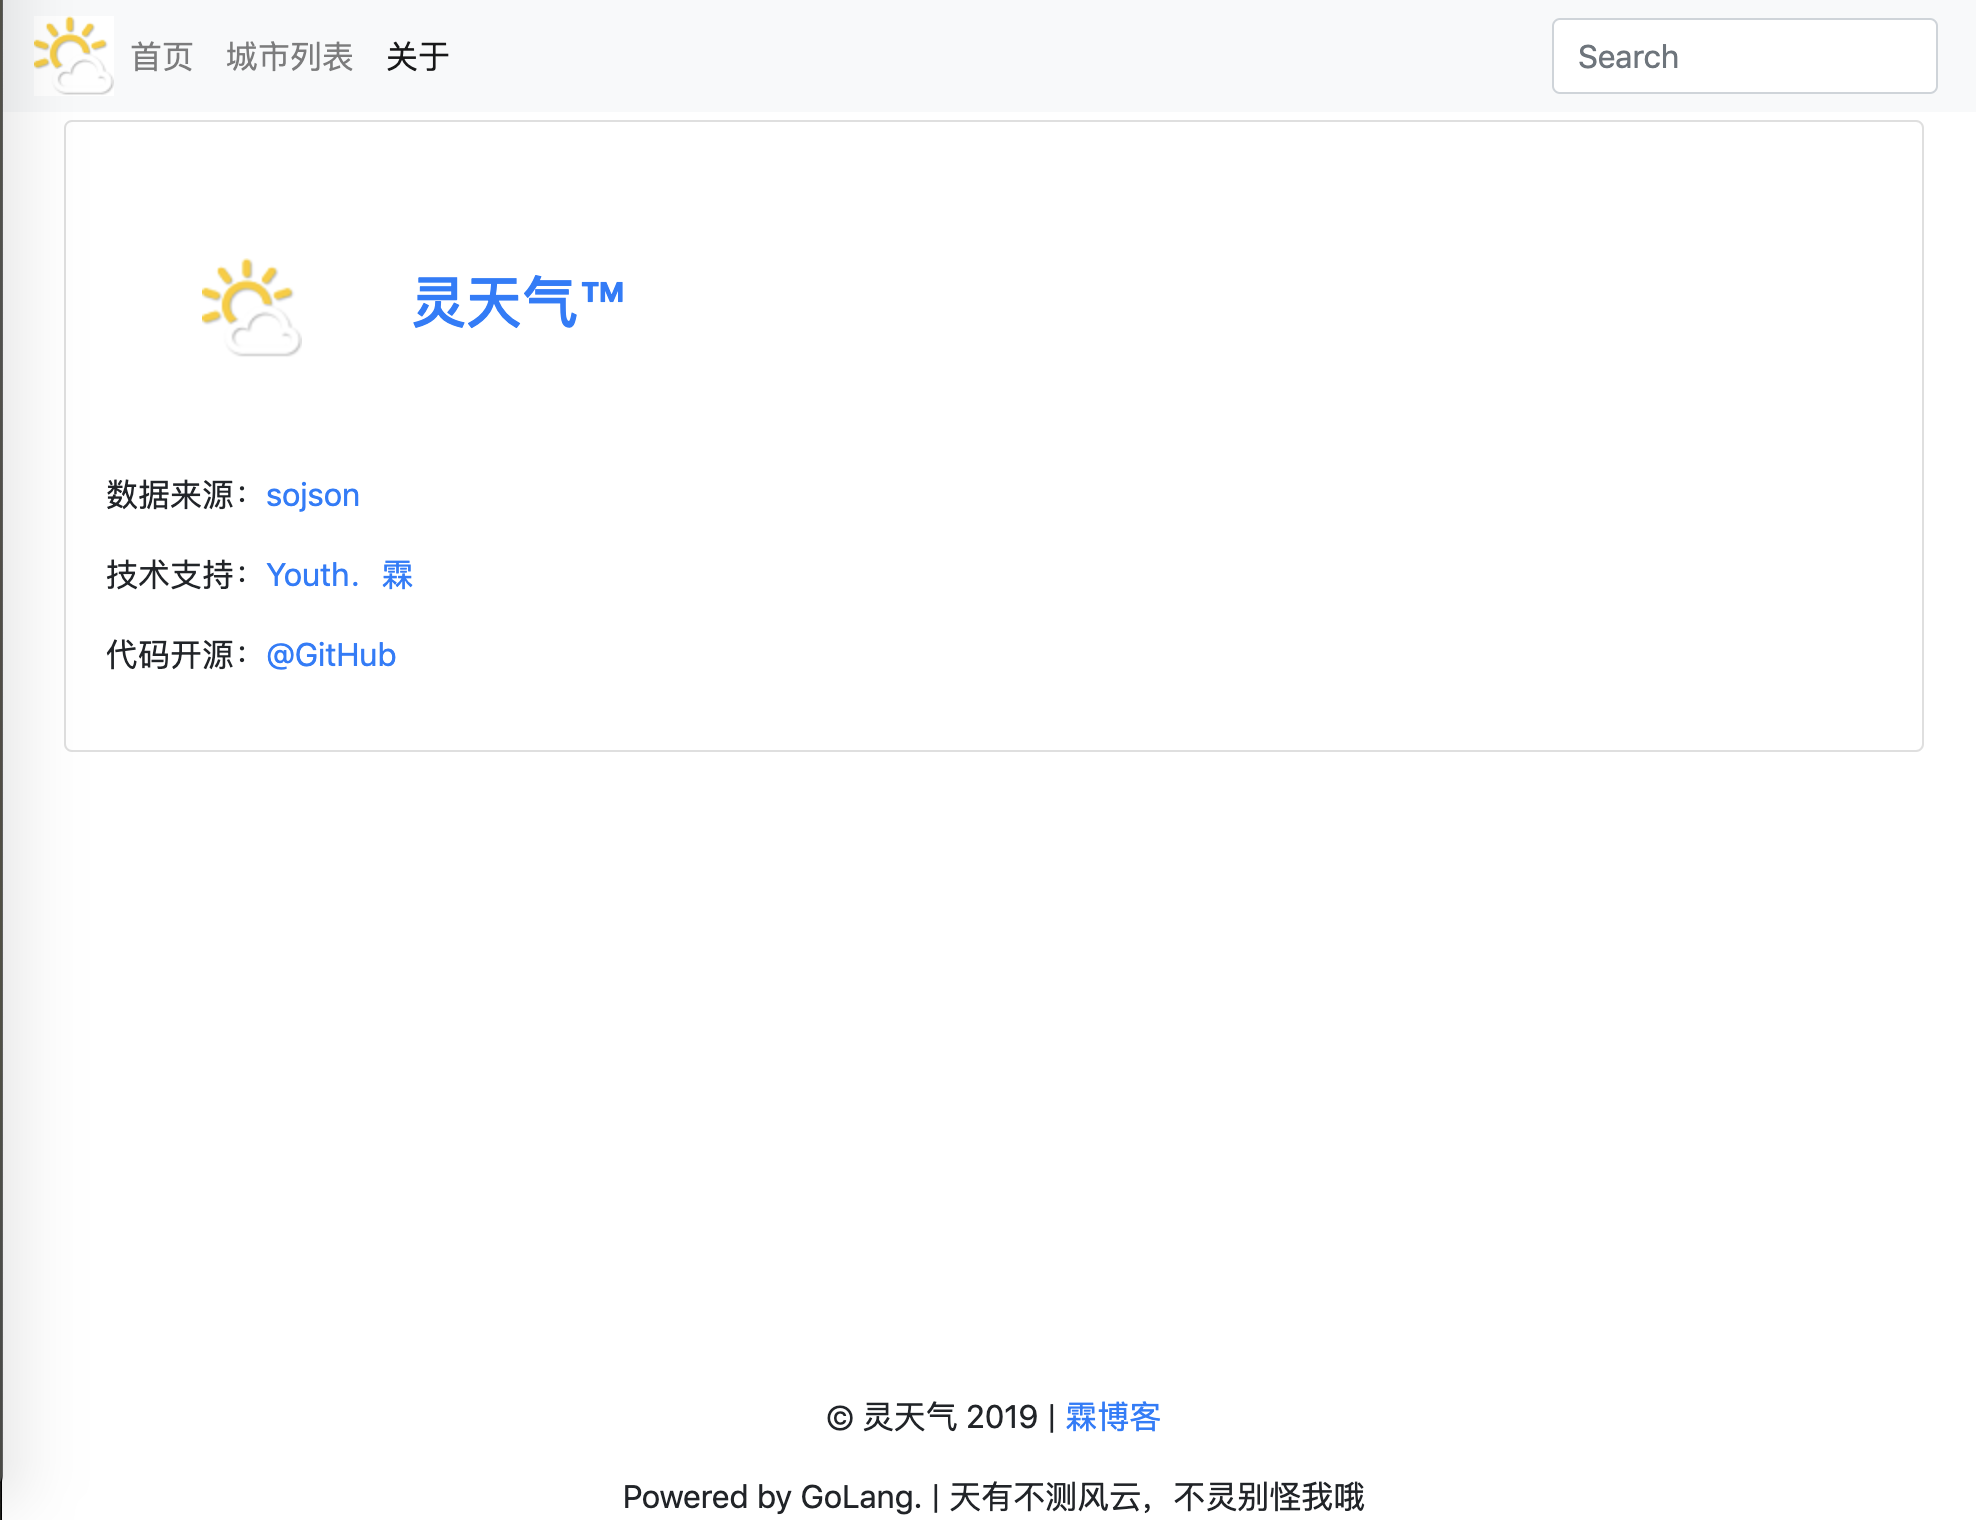 首页 城市列表 关于 Search
灵天气™
数据来源：sojson
技术支持：Youth．霖
代码开源：@GitHub
© 灵天气 2019 | 霖博客
Powered by GoLang. | 天有不测风云，不灵别怪我哦